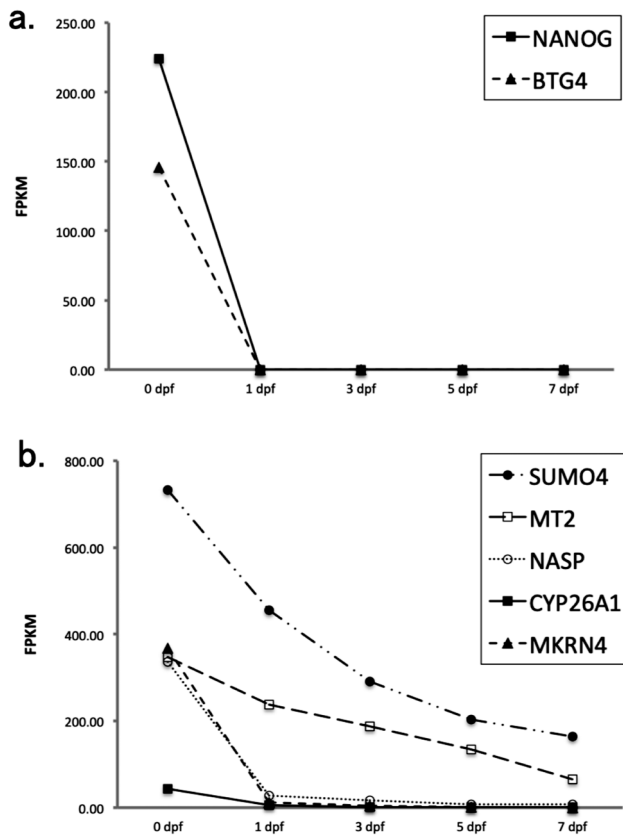 a.
250.00
200.00
150.00
100.00
50.00
0.00
FPKM
0 dpf 1 dpf 3 dpf 5 dpf 7 dpf
NANOG
BTG4
b.
800.00
600.00
400.00
200.00
0.00
FPKM
0 dpf 1 dpf 3 dpf 5 dpf 7 dpf
SUMO4
MT2
NASP
CYP26A1
MKRN4